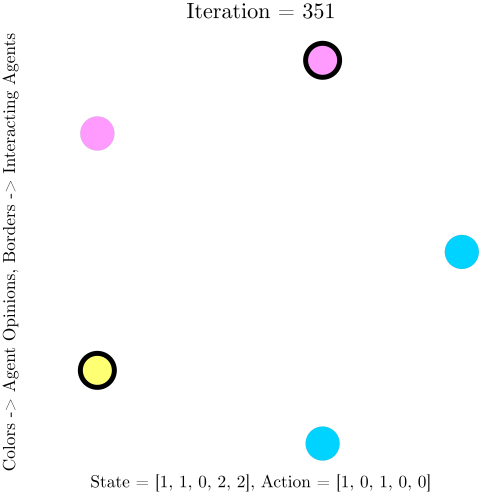 Iteration = 351
Colors -> Agent Opinions, Borders -> Interacting Agents
State = [1, 1, 0, 2, 2], Action = [1, 0, 1, 0, 0]